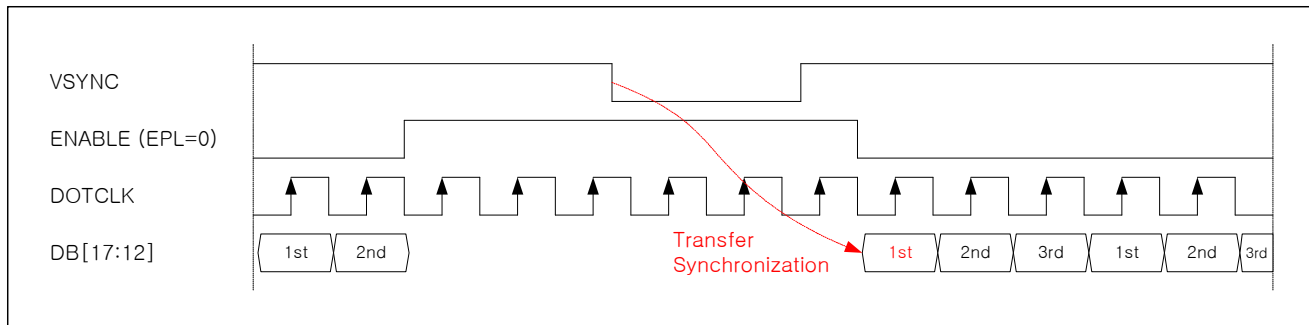 VSYNC
ENABLE (EPL=0)
DOTCLK
DB[17:12]
1st 2nd
Transfer
Synchronization
1st 2nd 3rd 1st 2nd 3rd